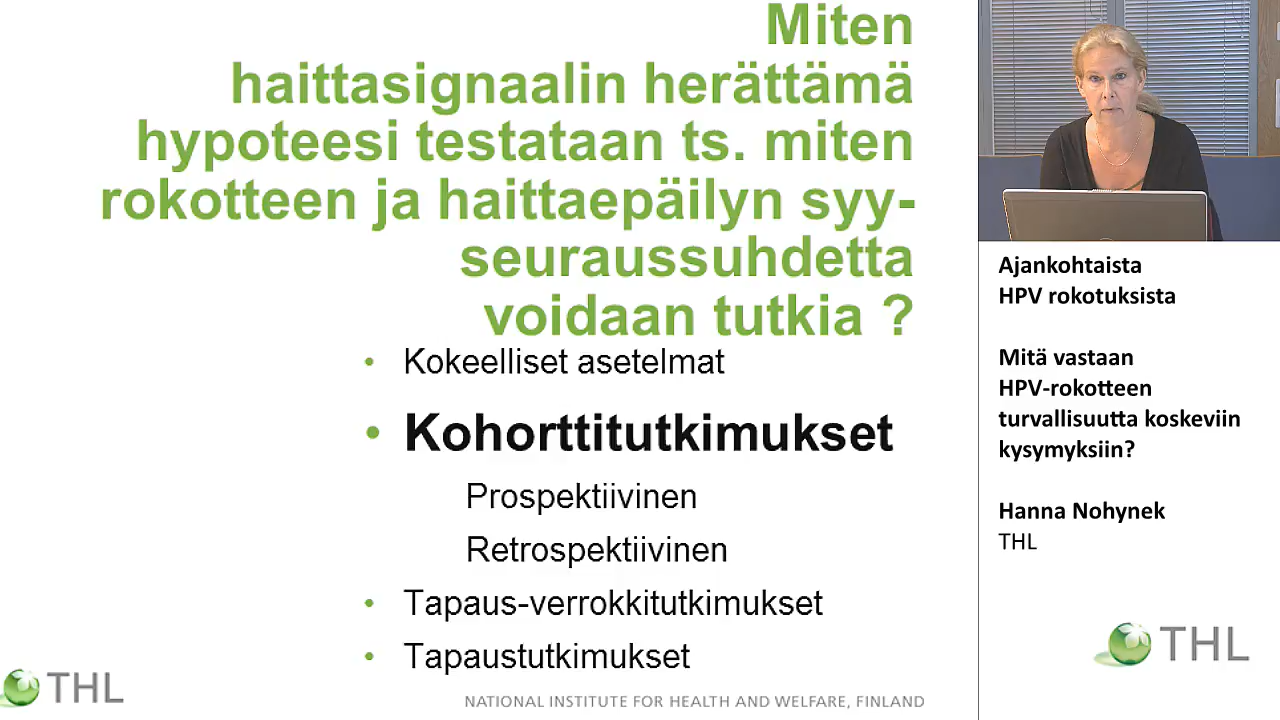 Miten
haittasignaalin herättämä
hypoteesi testataan ts. miten
rokotteen ja haittaepäilyn syy-
seuraussuhdetta
voidaan tutkia ?
• Kokeelliset asetelmat
• Kohorttitutkimukset
Prospektiivinen
Retrospektiivinen
• Tapaus-verrokkitutkimukset
• Tapaustutkimukset
THL
NATIONAL INSTITUTE FOR HEALTH AND WELFARE, FINLAND
Ajankohtaista
HPV rokotuksista
Mitä vastaan
HPV-rokotteen
turvallisuutta koskeviin
kysymyksiin?
Hanna Nohynek
THL
THL